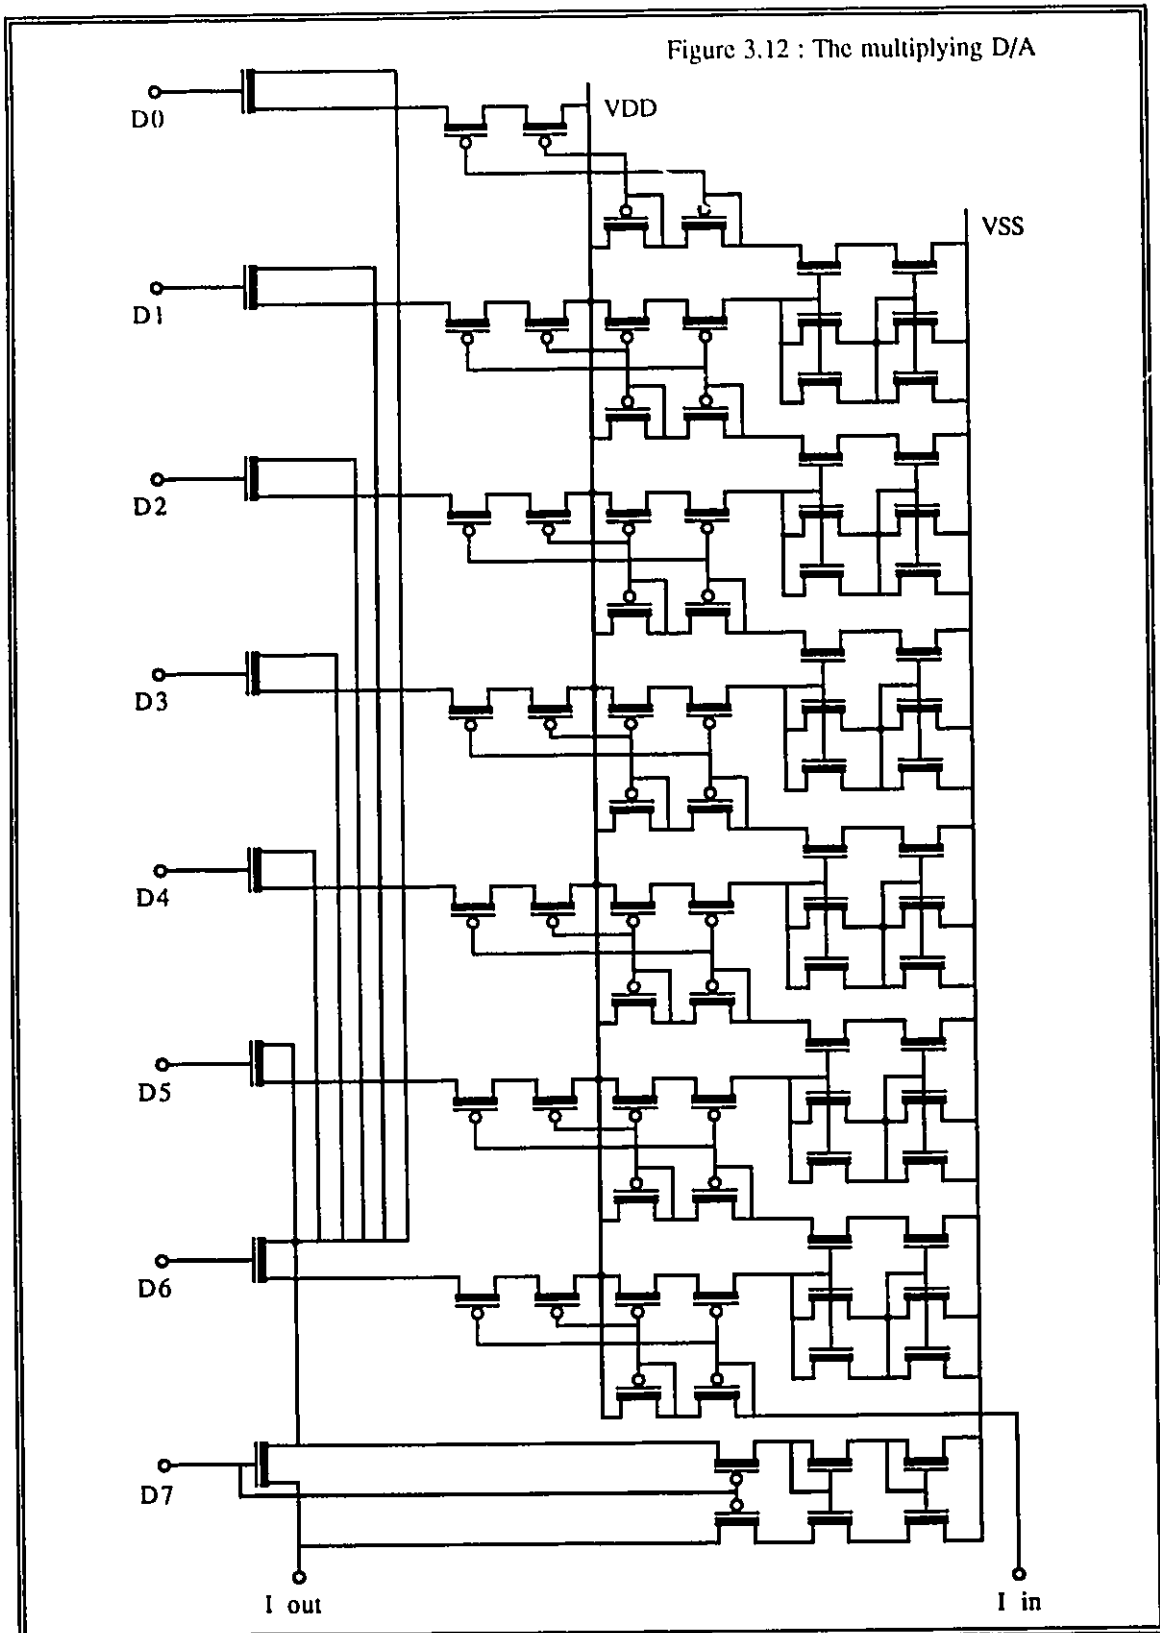 Figure 3.12 : The multiplying D/A
D0
VDD
VSS
D1
D2
D3
D4
D5
D6
D7
I out
I in